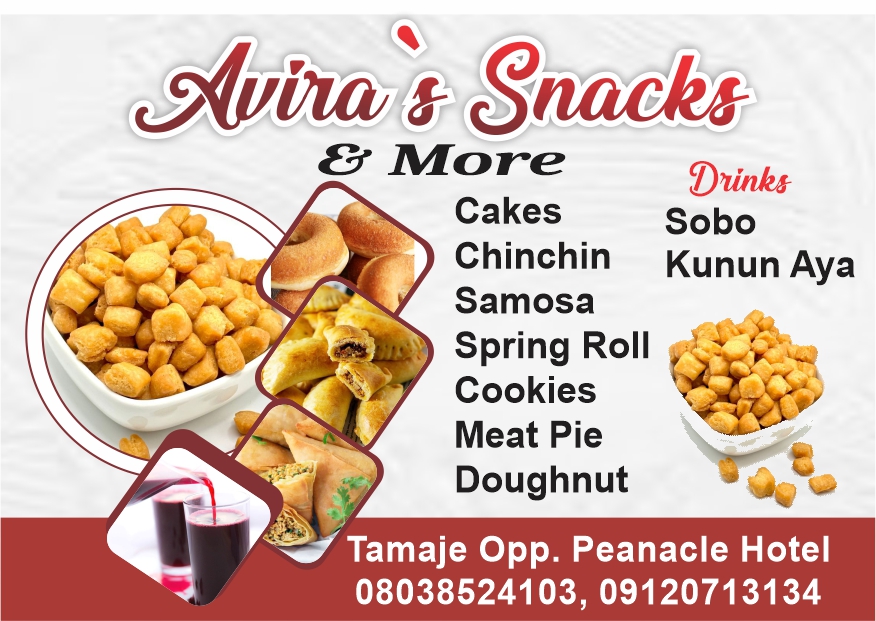 Avira`s Snacks
& More
Cakes
Chinchin
Samosa
Spring Roll
Cookies
Meat Pie
Doughnut
Drinks
Sobo
Kunun Aya
Tamaje Opp. Peanacle Hotel
08038524103, 09120713134